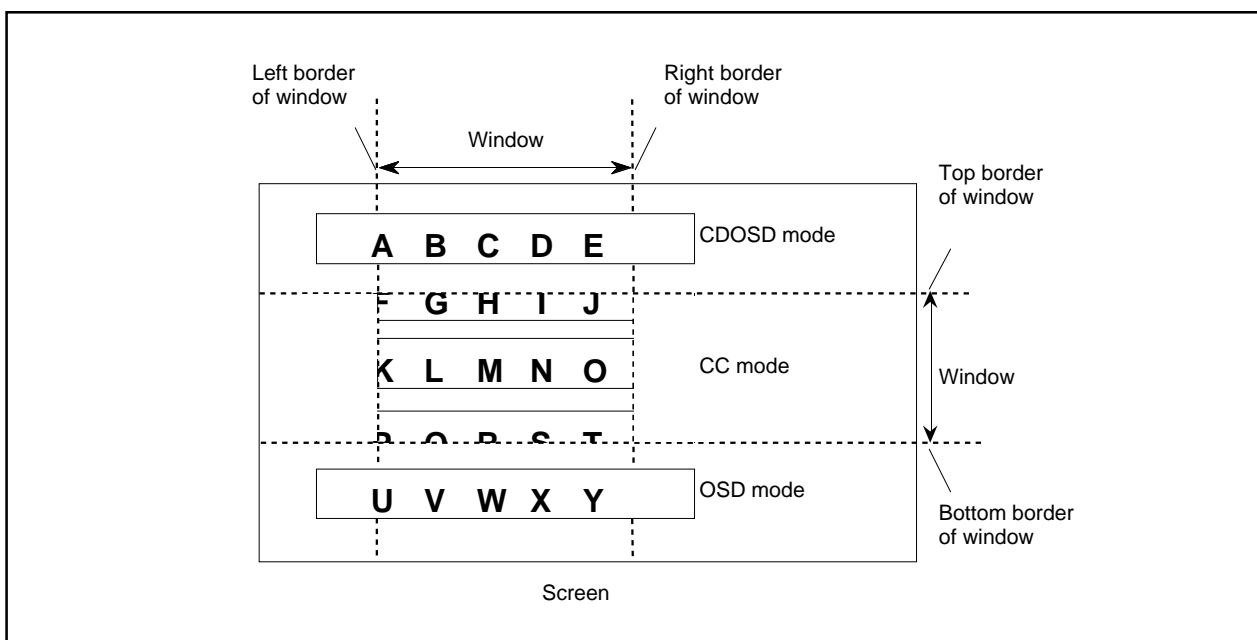 Left border
of window
Right border
of window
Window
Top border
of window
A B C D E
CDOSD mode
F G H I J
K L M N O
CC mode
Window
P Q R S T
U V W X Y
OSD mode
Bottom border
of window
Screen